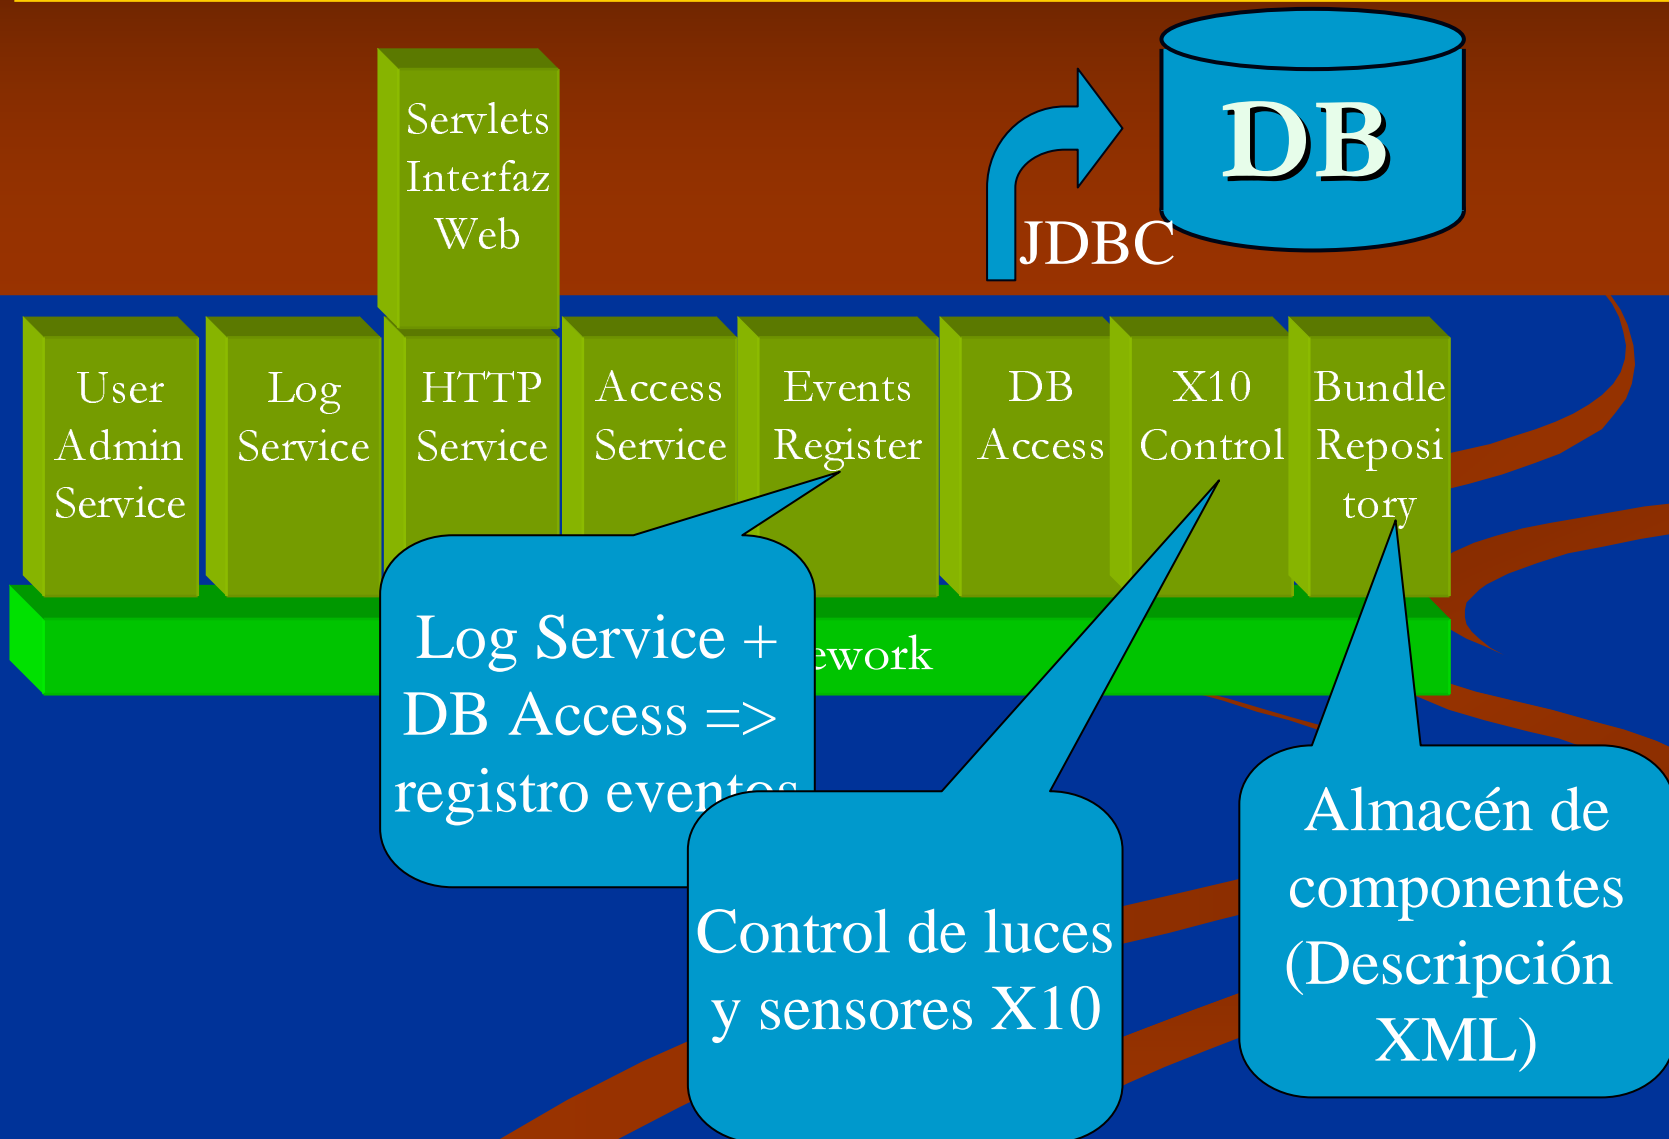 Servlets
Interfaz
Web
DB
JDBC
User
Admin
Service
Log
Service
HTTP
Service
Access
Service
Events
Register
DB
Access
X10
Control
Bundle
Reposi
tory
ework
Log Service +
DB Access =>
registro eventos
Control de luces
y sensores X10
Almacén de
componentes
(Descripción
XML)